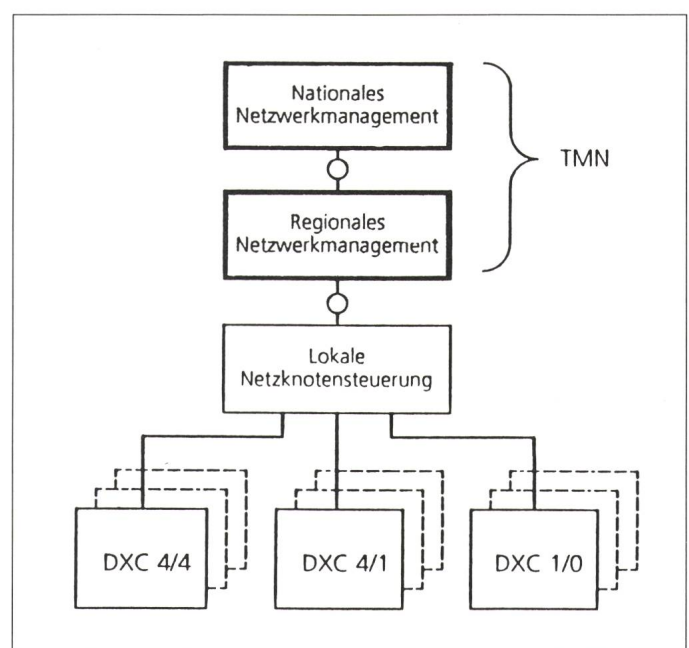 Nationales
Netzwerkmanagement
TMN
Regionales
Netzwerkmanagement
Lokale
Netzknotensteuerung
DXC 4/4
DXC 4/1
DXC 1/0